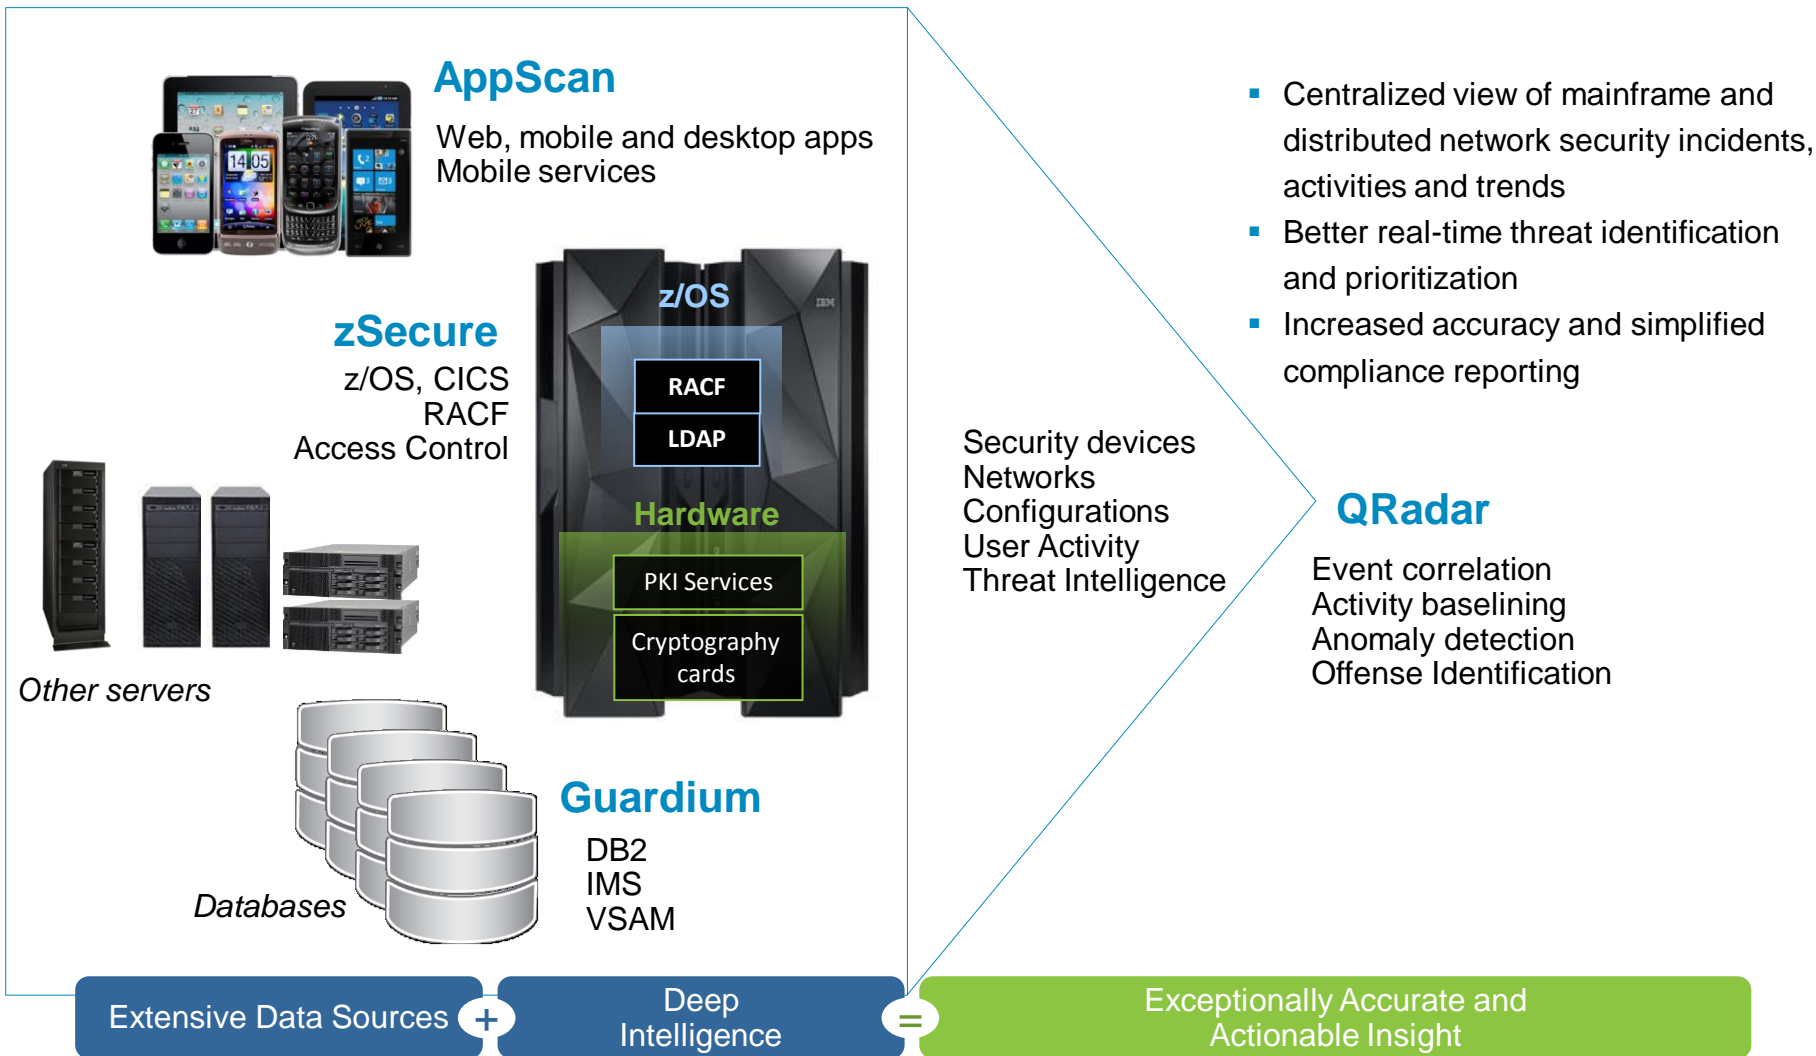 AppScan
Web, mobile and desktop apps
Mobile services
zSecure
z/OS, CICS
RACF
Access Control
z/OS
IBM
RACF
LDAP
Hardware
PKI Services
Cryptography
cards
14 05
Other servers
Databases
Guardium
DB2
IMS
VSAM
Security devices
Networks
Configurations
User Activity
Threat Intelligence
▪ Centralized view of mainframe and
distributed network security incidents,
activities and trends
▪ Better real-time threat identification
and prioritization
▪ Increased accuracy and simplified
compliance reporting
QRadar
Event correlation
Activity baselining
Anomaly detection
Offense Identification
Extensive Data Sources
+
Deep
Intelligence
=
Exceptionally Accurate and
Actionable Insight